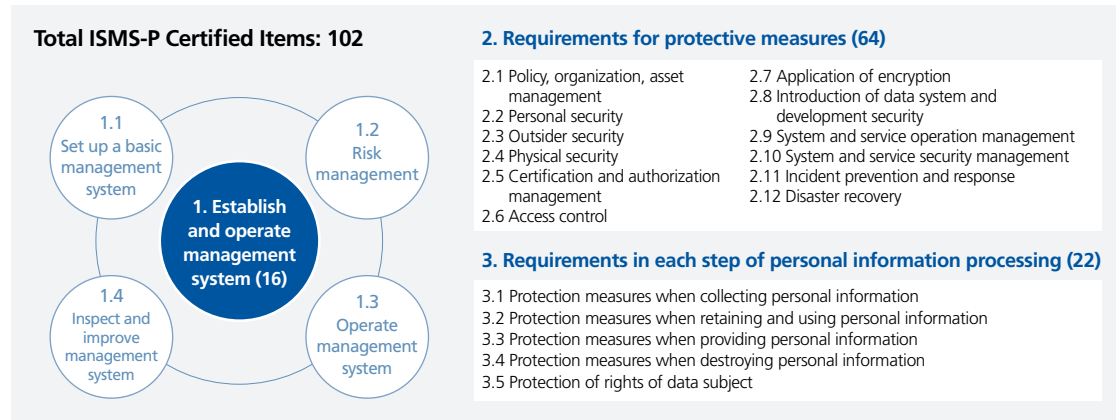 Total ISMS-P Certified Items: 102
1.1
Set up a basic
management
system
1.2
Risk
management
1. Establish
and operate
management
system (16)
1.4
Inspect and
improve
management
system
1.3
Operate
management
system
2. Requirements for protective measures (64)
2.1 Policy, organization, asset
management
2.2 Personal security
2.3 Outsider security
2.4 Physical security
2.5 Certification and authorization
management
2.6 Access control
2.7 Application of encryption
2.8 Introduction of data system and
development security
2.9 System and service operation management
2.10 System and service security management
2.11 Incident prevention and response
2.12 Disaster recovery
3. Requirements in each step of personal information processing (22)
3.1 Protection measures when collecting personal information
3.2 Protection measures when retaining and using personal information
3.3 Protection measures when providing personal information
3.4 Protection measures when destroying personal information
3.5 Protection of rights of data subject